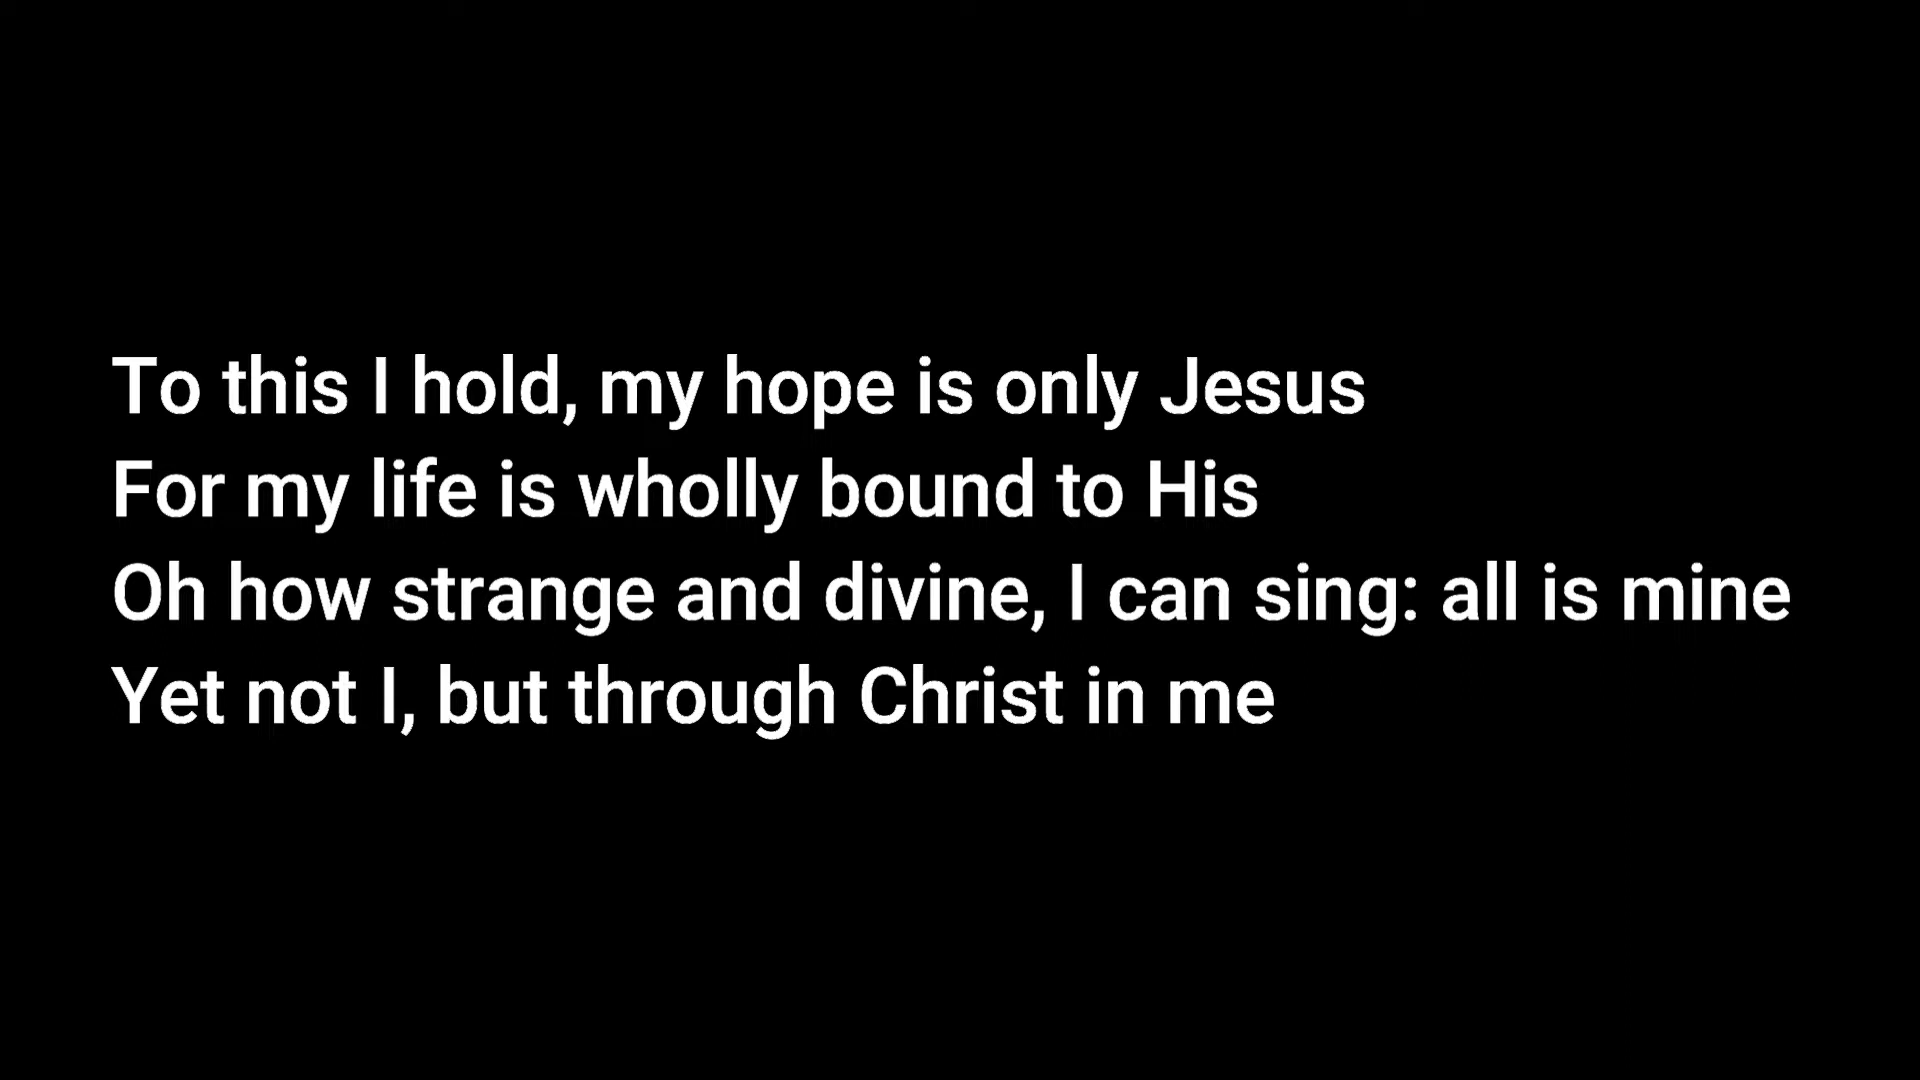 To this I hold, my hope is only Jesus
For my life is wholly bound to His
Oh how strange and divine, I can sing: all is mine
Yet not I, but through Christ in me